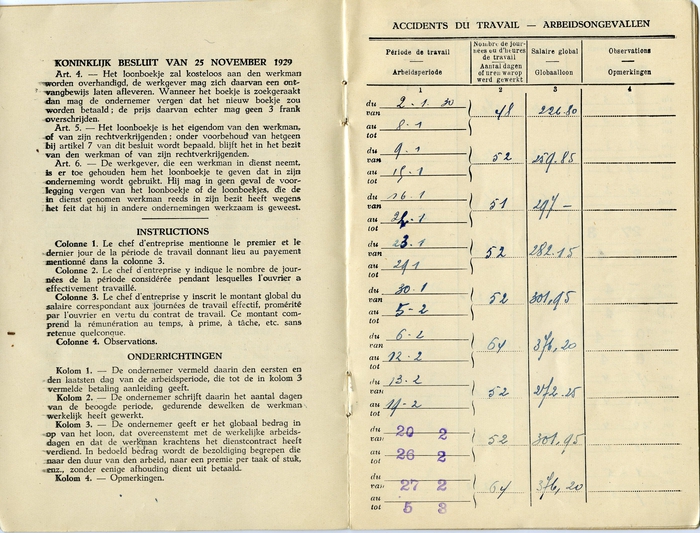 KONINKLIJK BESLUIT VAN 25 NOVEMBER 1929
Art. 4. — Het loonboekje zal kosteloos aan den werkman
worden overhandigd, de werkgever mag zich daarvan een ont-
vangbewijs laten afleveren. Wanneer het boekje is zoekgeraakt
dan mag de ondernemer vergen dat het nieuw boekje zou
worden betaald; de prijs daarvan echter mag geen 3 frank
overschrijden.
Art. 5. — Het loonboekje is het eigendom van den werkman,
of van zijn rechtverkrijgenden; onder voorbehoud van hetgeen
bij artikel 7 van dit besluit wordt bepaald, blijft het in het bezit
van den werkman of van zijn rechtverkrijgenden.
Art. 6. — De werkgever, die een werkman in dienst neemt,
is er toe gehouden hem het loonboekje te geven dat in zijn
onderneming wordt gebruikt. Hij mag in geen geval de voor-
legging vergen van het loonboekje of de loonboekjes, die de
in dienst genomen werkman reeds in zijn bezit heeft wegens
het feit dat hij in andere ondernemingen werkzaam is geweest.
INSTRUCTIONS
Colonne 1. Le chef d'entreprise mentionne le premier et le
dernier jour de la période de travail donnant lieu au payement
mentionné dans la colonne 3.
Colonne 2. Le chef d'entreprise y indique le nombre de jour-
nées de la période considérée pendant lesquelles l'ouvrier a
effectivement travaillé.
Colonne 3. Le chef d'entreprise y inscrit le montant global du
salaire correspondant aux journées de travail effectif, promérité
par l'ouvrier en vertu du contrat de travail. Ce montant com-
prend la rémunération au temps, à prime, à tâche, etc. sans
retenue quelconque.
Colonne 4. Observations.
ONDERRICHTINGEN
Kolom 1. — De ondernemer vermeld daarin den eersten en
den laatsten dag van de arbeidsperiode, die tot de in kolom 3
vermelde betaling aanleiding geeft.
Kolom 2. — De ondernemer schrijft daarin het aantal dagen
van de beoogde periode, gedurende dewelken de werkman
werkelijk heeft gewerkt.
Kolom 3. — De ondernemer geeft er het globaal bedrag in
op van het loon, dat overeenstemt met de werkelijke arbeids-
dagen en dat de werkman krachtens het dienstcontract heeft
verdiend. In bedoeld bedrag wordt de bezoldiging begrepen die
naar den duur van den arbeid, naar een premie per taak of stuk,
enz., zonder eenige afhouding dient uit betaald.
Kolom 4. — Opmerkingen.
ACCIDENTS DU TRAVAIL — ARBEIDSONGEVALLEN
Période de travail
Arbeidsperiode
Nombre de jour-
nées ou d'heures
de travail
Aantal dagen
of uren waarop
werd gewerkt
Salaire global
Globaalloon
Observations
Opmerkingen
1 2 3 4
du
van 2-1-30 48 226.80
au
tot 8-1
du
van 9-1 52 259.85
au
tot 15-1
du
van 16-1 51 297 —
au
tot 22-1
du
van 23-1 52 282.15
au
tot 29 1
du
van 30-1 52 301,95
au
tot 5-2
du
van 6-2 64 376,20
au
tot 12-2
du
van 13-2 52 272.25
au
tot 19-2
du
van 20 2 52 301,95
au
tot 26 2
du
van 27 2 64 376,20
au
tot 5 3